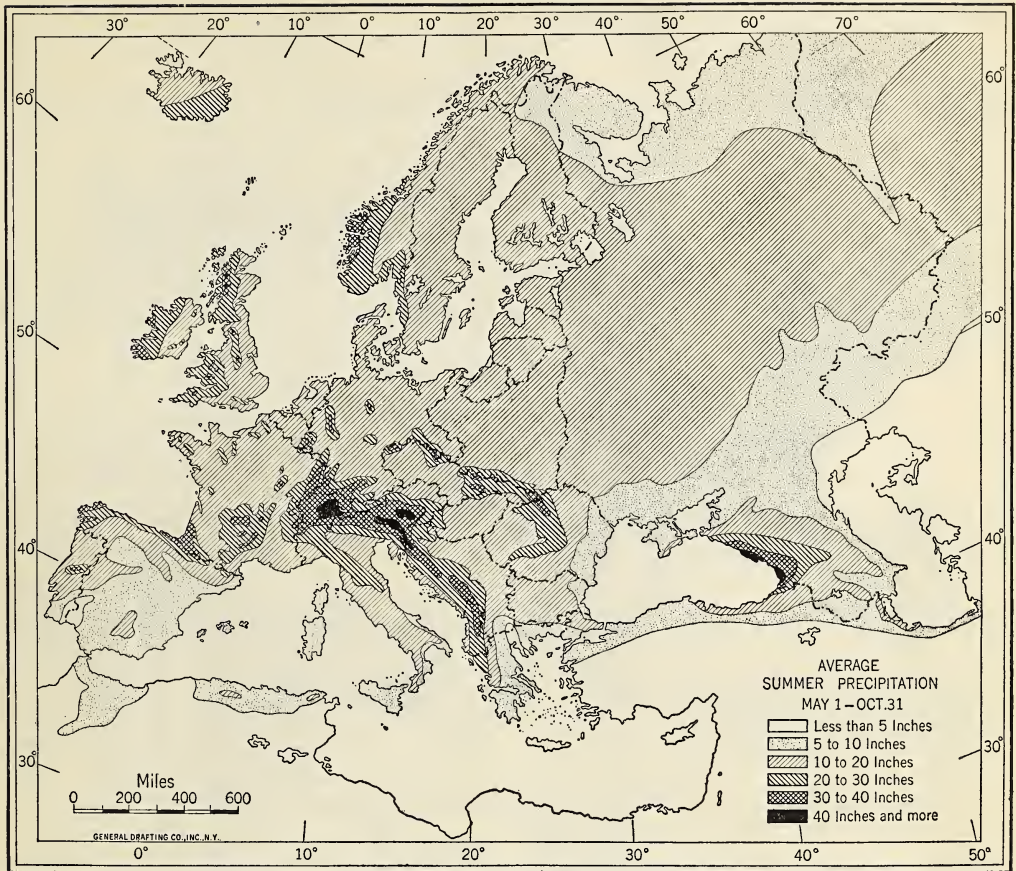 30° 20° 10° 0° 10° 20° 30° 40° 50° 60° 70°
60° 60°
50° 50°
40° 40°
30° 30°
AVERAGE
SUMMER PRECIPITATION
MAY 1–OCT.31
Less than 5 Inches
5 to 10 Inches
10 to 20 Inches
20 to 30 Inches
30 to 40 Inches
40 Inches and more
Miles
0 200 400 600
GENERAL DRAFTING CO., INC., N.Y.
0° 10° 20° 30° 40° 50°